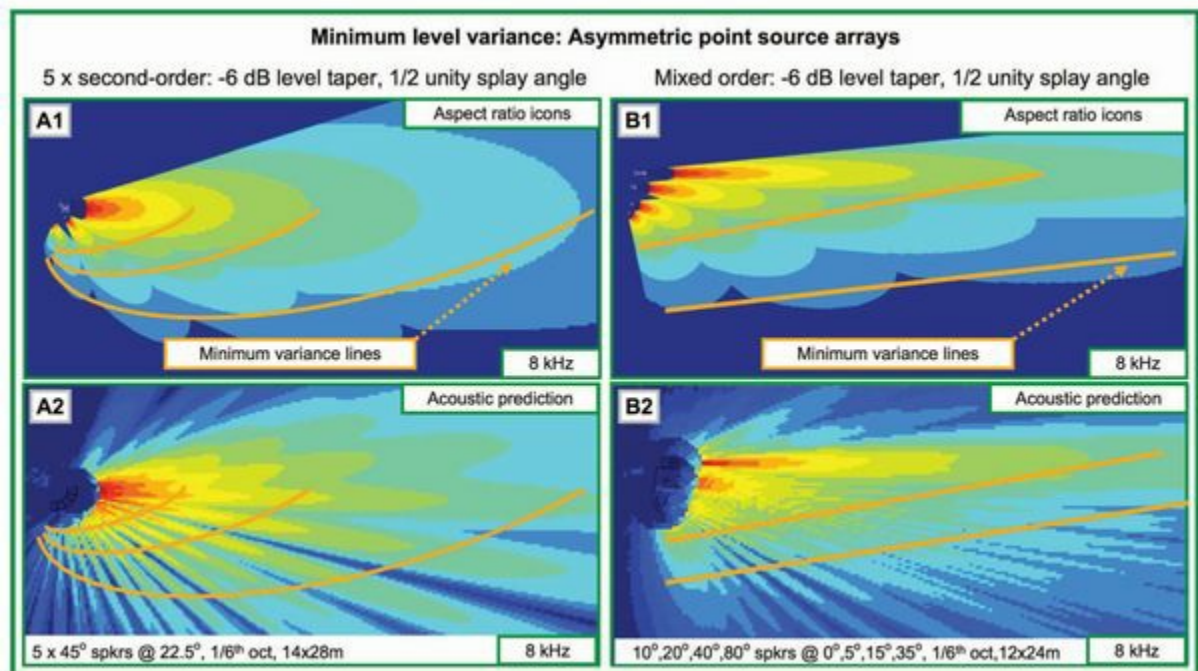 Minimum level variance: Asymmetric point source arrays
5 x second-order: -6 dB level taper, 1/2 unity splay angle
Mixed order: -6 dB level taper, 1/2 unity splay angle
A1
Aspect ratio icons
Minimum variance lines
8 kHz
B1
Aspect ratio icons
Minimum variance lines
8 kHz
A2
Acoustic prediction
5 x 45° spkrs @ 22.5°, 1/6th oct, 14x28m
8 kHz
B2
Acoustic prediction
10°,20°,40°,80° spkrs @ 0°,5°,15°,35°, 1/6th oct,12x24m
8 kHz